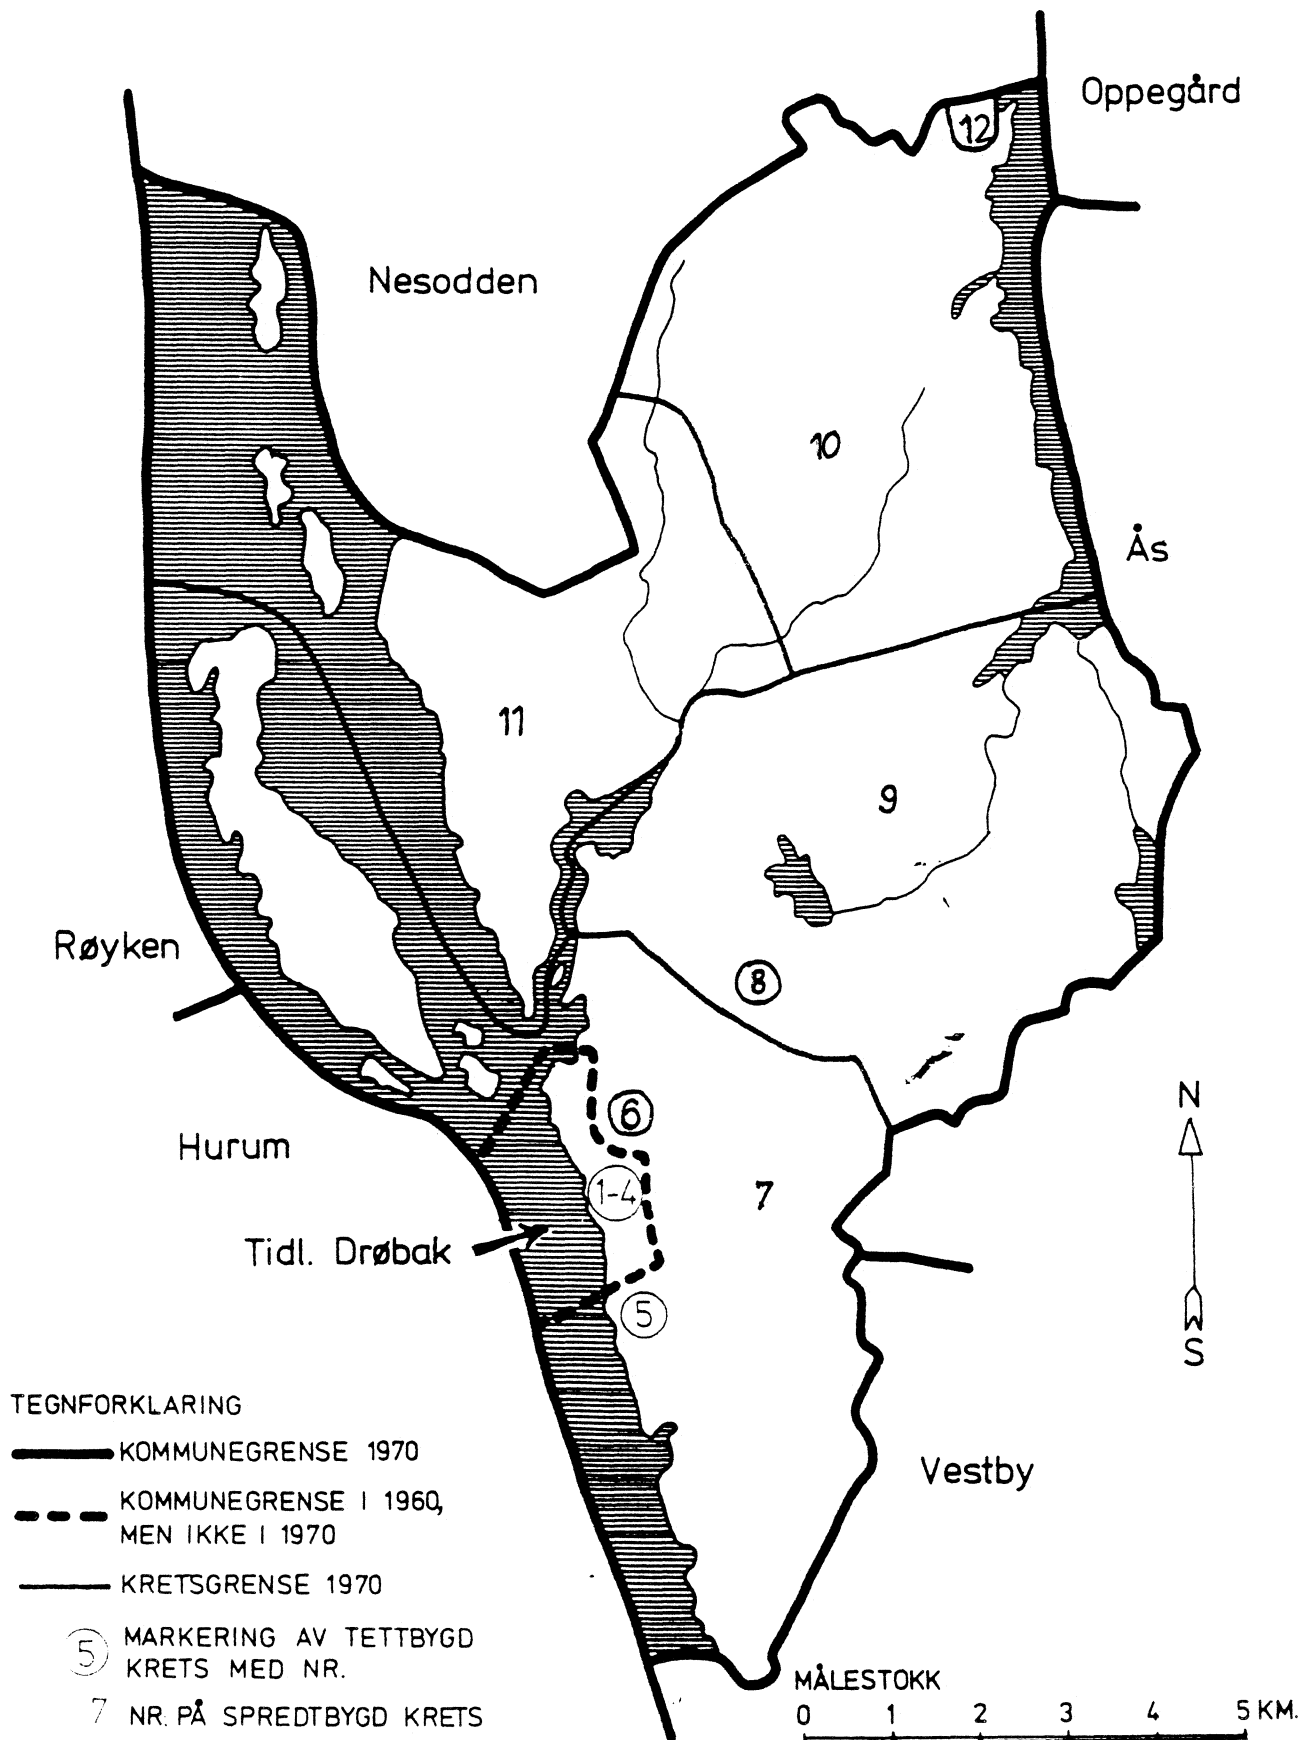 Oppegård
12
Nesodden
10
Ås
11
9
Røyken
8
N
6
Hurum
1-4
7
Tidl. Drøbak
5
S
TEGNFORKLARING
KOMMUNEGRENSE 1970
Vestby
KOMMUNEGRENSE I 1960,
MEN IKKE I 1970
KRETSGRENSE 1970
5 MARKERING AV TETTBYGD
KRETS MED NR.
7 NR. PÅ SPREDTBYGD KRETS
MÅLESTOKK
0 1 2 3 4 5 KM.